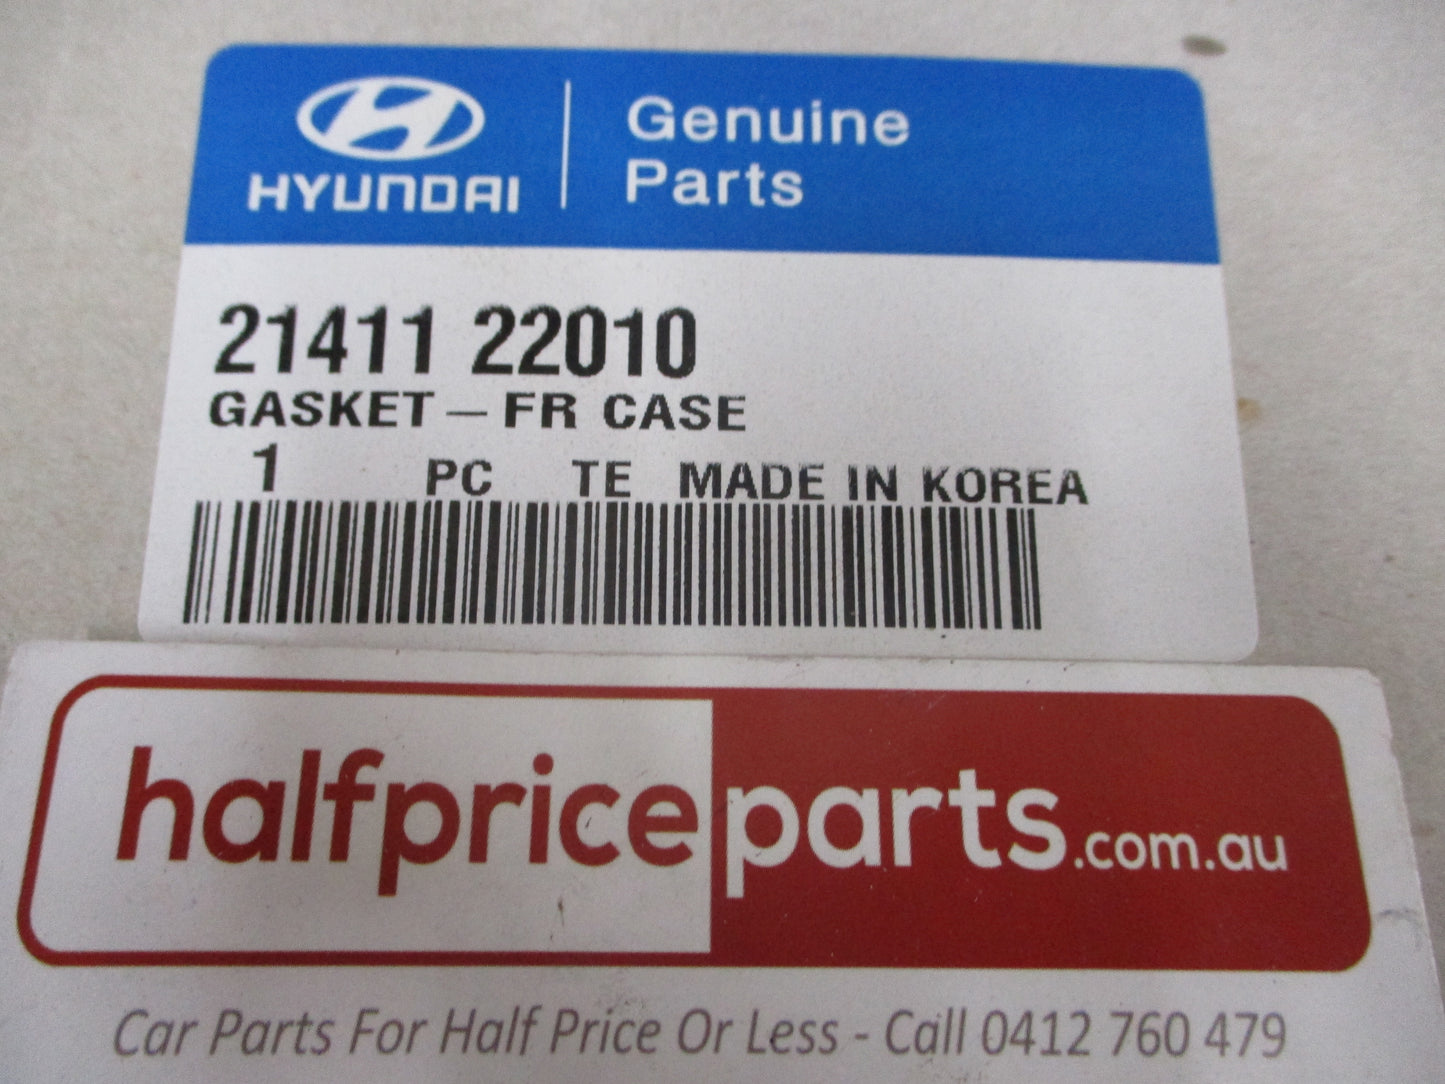 HYUNDAI
Genuine
Parts
21411 22010
GASKET - FR CASE
1 PC TE MADE IN KOREA
halfpriceparts.com.au
Car Parts For Half Price Or Less - Call 0412 760 479